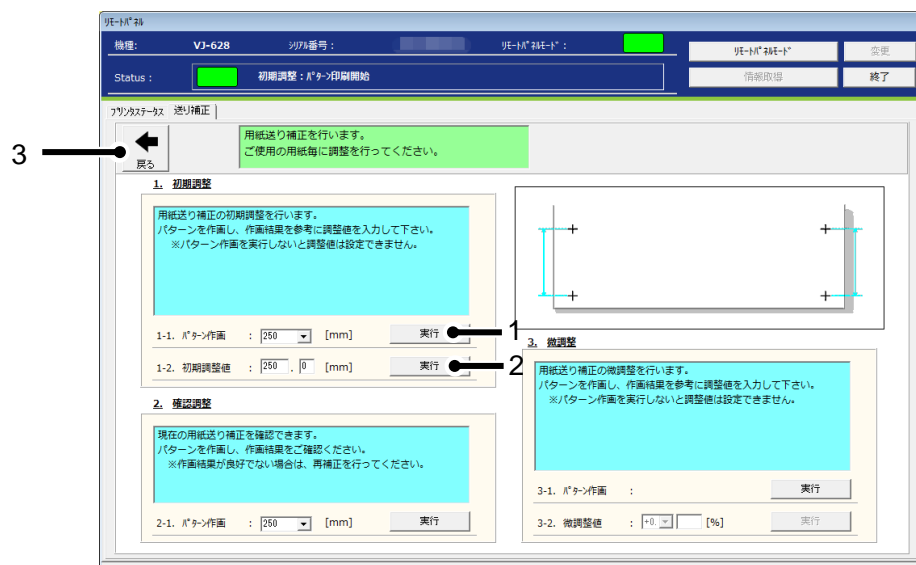 ﾘﾓｰﾄﾊﾟﾈﾙ
機種: VJ-628 ｼﾘｱﾙ番号： ﾘﾓｰﾄﾊﾟﾈﾙﾓｰﾄﾞ：
ﾘﾓｰﾄﾊﾟﾈﾙﾓｰﾄﾞ 変更
Status： 初期調整：ﾊﾟﾀｰﾝ印刷開始
情報取得 終了
ﾌﾟﾘﾝﾀｽﾃｰﾀｽ 送り補正
3
戻る
用紙送り補正を行います。
ご使用の用紙毎に調整を行ってください。
1. 初期調整
用紙送り補正の初期調整を行います。
パターンを作画し、作画結果を参考に調整値を入力して下さい。
※パターン作画を実行しないと調整値は設定できません。
1-1. ﾊﾟﾀｰﾝ作画 : 250 [mm] 実行 1
1-2. 初期調整値 : 250 . 0 [mm] 実行 2
2. 確認調整
現在の用紙送り補正を確認できます。
パターンを作画し、作画結果をご確認ください。
※作画結果が良好でない場合は、再補正を行ってください。
2-1. ﾊﾟﾀｰﾝ作画 : 250 [mm] 実行
3. 微調整
用紙送り補正の微調整を行います。
パターンを作画し、作画結果を参考に調整値を入力して下さい。
※パターン作画を実行しないと調整値は設定できません。
3-1. ﾊﾟﾀｰﾝ作画 : 実行
3-2. 微調整値 : +0. [%] 実行